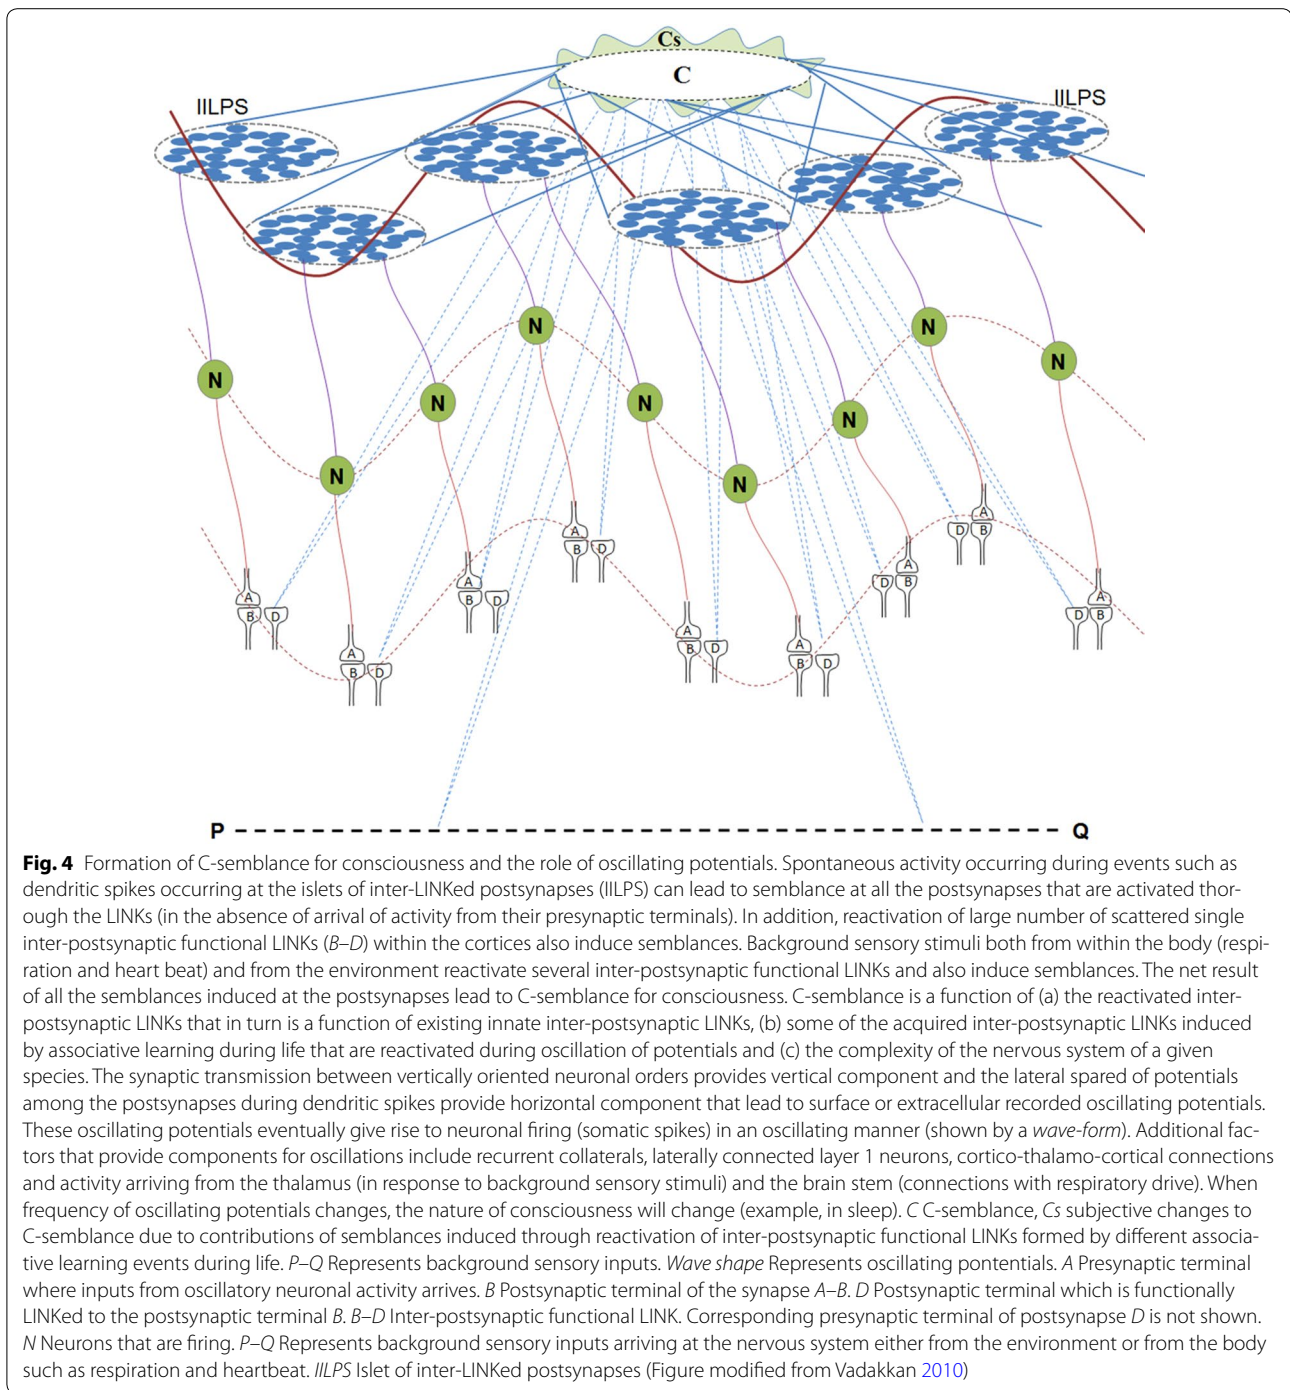 Cs
C
IILPS
IILPS
N
N
N
N
N
N
N
N
N
A
B D
A
B D
A
B D
A
B D
A
B D
A
B D
A
D B
A
D B
A
D B
P Q
Fig. 4 Formation of C-semblance for consciousness and the role of oscillating potentials. Spontaneous activity occurring during events such as
dendritic spikes occurring at the islets of inter-LINKed postsynapses (IILPS) can lead to semblance at all the postsynapses that are activated thor-
ough the LINKs (in the absence of arrival of activity from their presynaptic terminals). In addition, reactivation of large number of scattered single
inter-postsynaptic functional LINKs (B–D) within the cortices also induce semblances. Background sensory stimuli both from within the body (respi-
ration and heart beat) and from the environment reactivate several inter-postsynaptic functional LINKs and also induce semblances. The net result
of all the semblances induced at the postsynapses lead to C-semblance for consciousness. C-semblance is a function of (a) the reactivated inter-
postsynaptic LINKs that in turn is a function of existing innate inter-postsynaptic LINKs, (b) some of the acquired inter-postsynaptic LINKs induced
by associative learning during life that are reactivated during oscillation of potentials and (c) the complexity of the nervous system of a given
species. The synaptic transmission between vertically oriented neuronal orders provides vertical component and the lateral spared of potentials
among the postsynapses during dendritic spikes provide horizontal component that lead to surface or extracellular recorded oscillating potentials.
These oscillating potentials eventually give rise to neuronal firing (somatic spikes) in an oscillating manner (shown by a wave-form). Additional fac-
tors that provide components for oscillations include recurrent collaterals, laterally connected layer 1 neurons, cortico-thalamo-cortical connections
and activity arriving from the thalamus (in response to background sensory stimuli) and the brain stem (connections with respiratory drive). When
frequency of oscillating potentials changes, the nature of consciousness will change (example, in sleep). C C-semblance, Cs subjective changes to
C-semblance due to contributions of semblances induced through reactivation of inter-postsynaptic functional LINKs formed by different associa-
tive learning events during life. P–Q Represents background sensory inputs. Wave shape Represents oscillating pontentials. A Presynaptic terminal
where inputs from oscillatory neuronal activity arrives. B Postsynaptic terminal of the synapse A–B. D Postsynaptic terminal which is functionally
LINKed to the postsynaptic terminal B. B–D Inter-postsynaptic functional LINK. Corresponding presynaptic terminal of postsynapse D is not shown.
N Neurons that are firing. P–Q Represents background sensory inputs arriving at the nervous system either from the environment or from the body
such as respiration and heartbeat. IILPS Islet of inter-LINKed postsynapses (Figure modified from Vadakkan 2010)